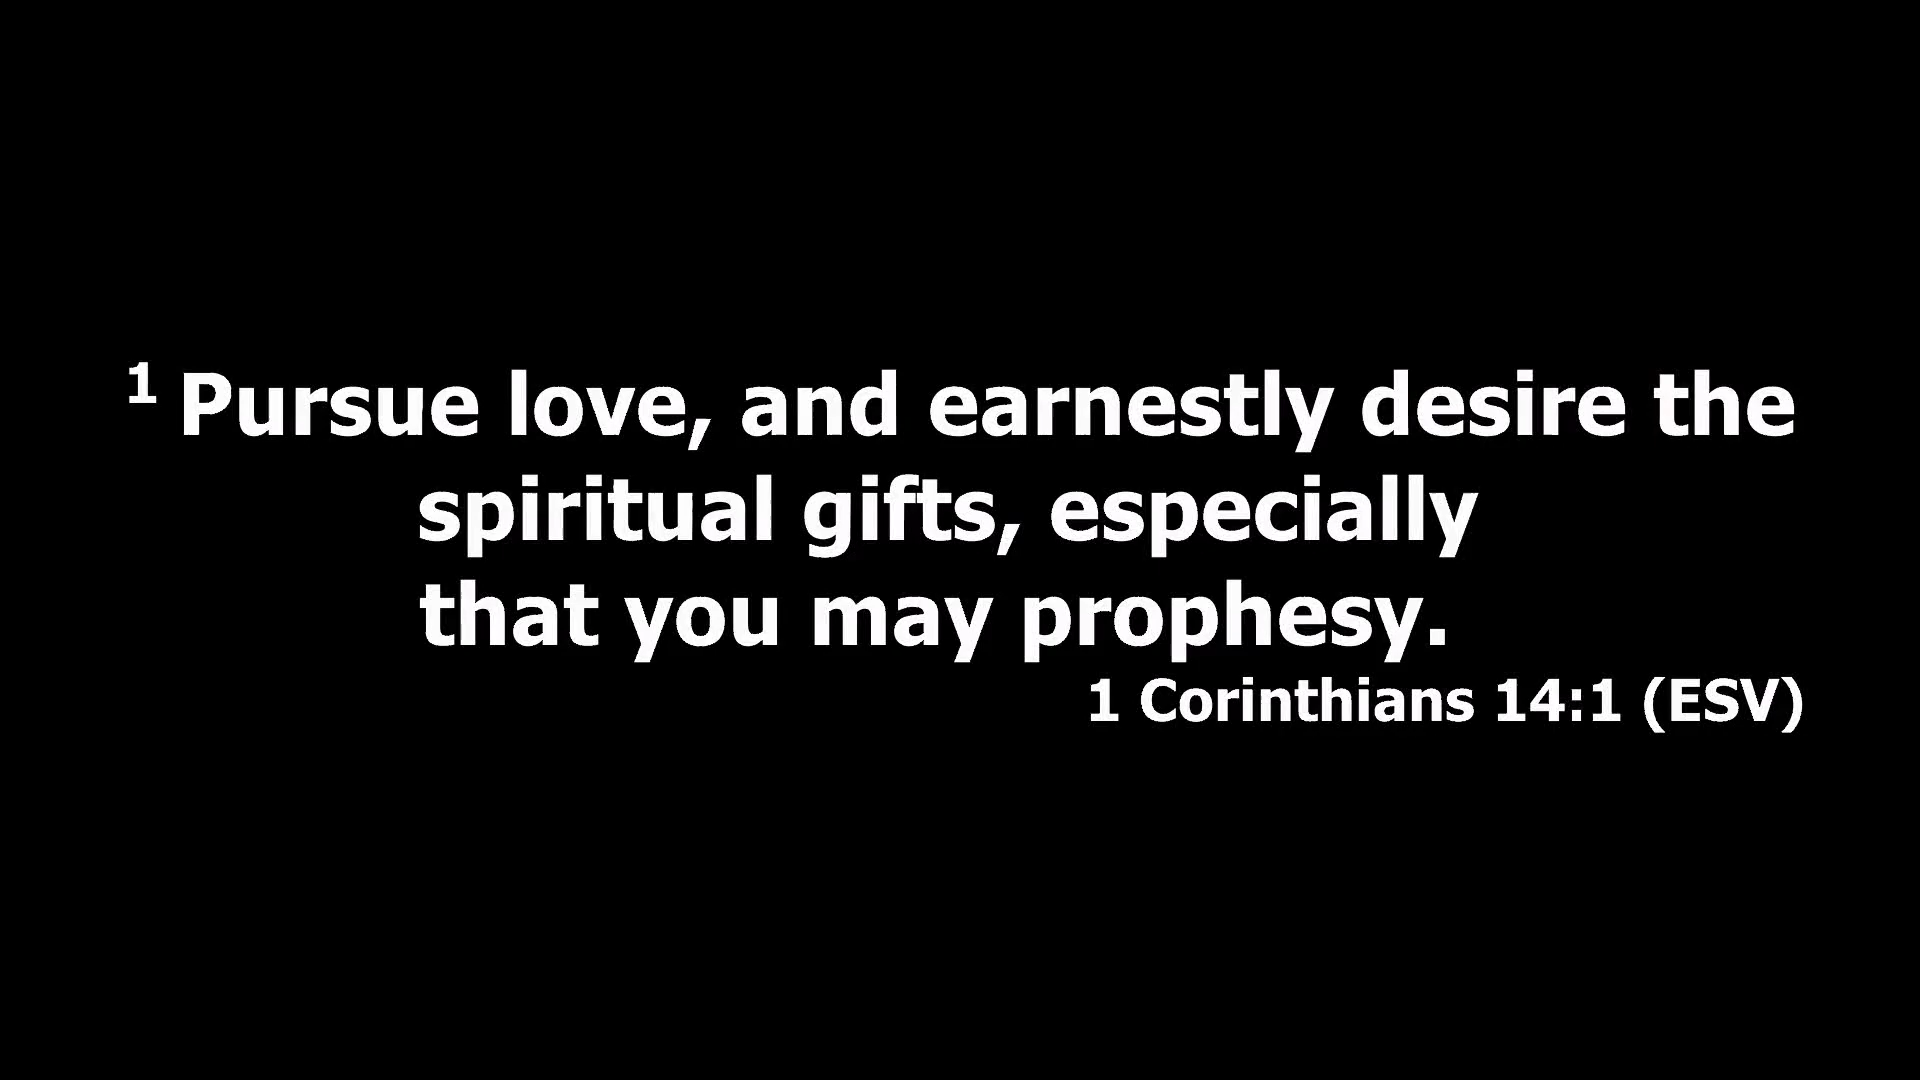 1 Pursue love, and earnestly desire the
spiritual gifts, especially
that you may prophesy.
1 Corinthians 14:1 (ESV)